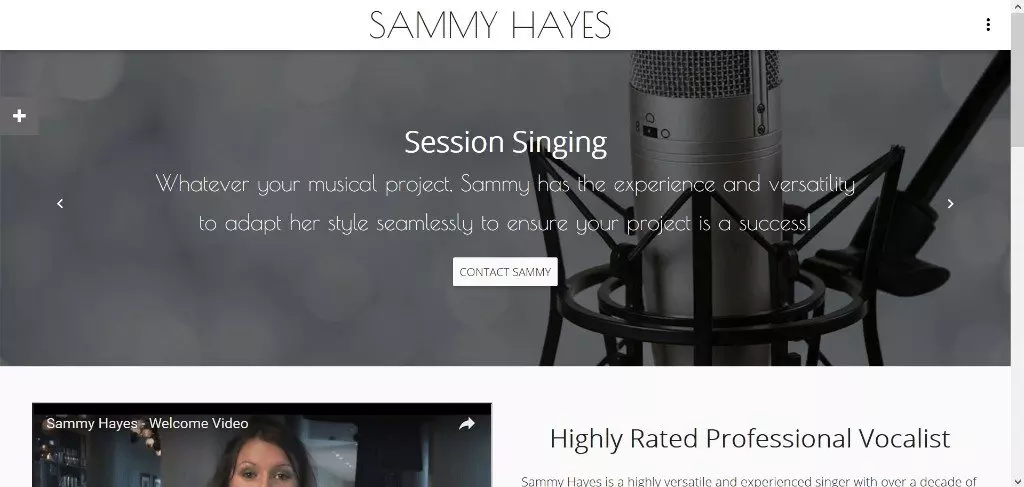 SAMMY HAYES
Session Singing
Whatever your musical project, Sammy has the experience and versatility
to adapt her style seamlessly to ensure your project is a success!
CONTACT SAMMY
Sammy Hayes - Welcome Video
Highly Rated Professional Vocalist
Sammy Hayes is a highly versatile and experienced singer with over a decade of